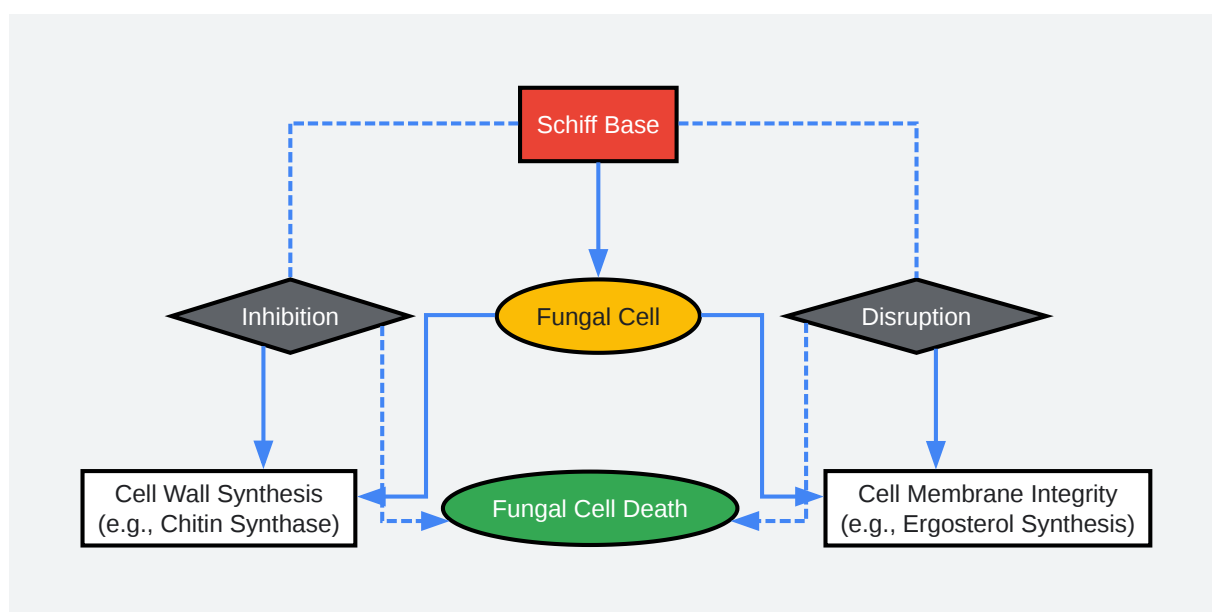 Schiff Base
Inhibition
Fungal Cell
Disruption
Cell Wall Synthesis
(e.g., Chitin Synthase)
Fungal Cell Death
Cell Membrane Integrity
(e.g., Ergosterol Synthesis)